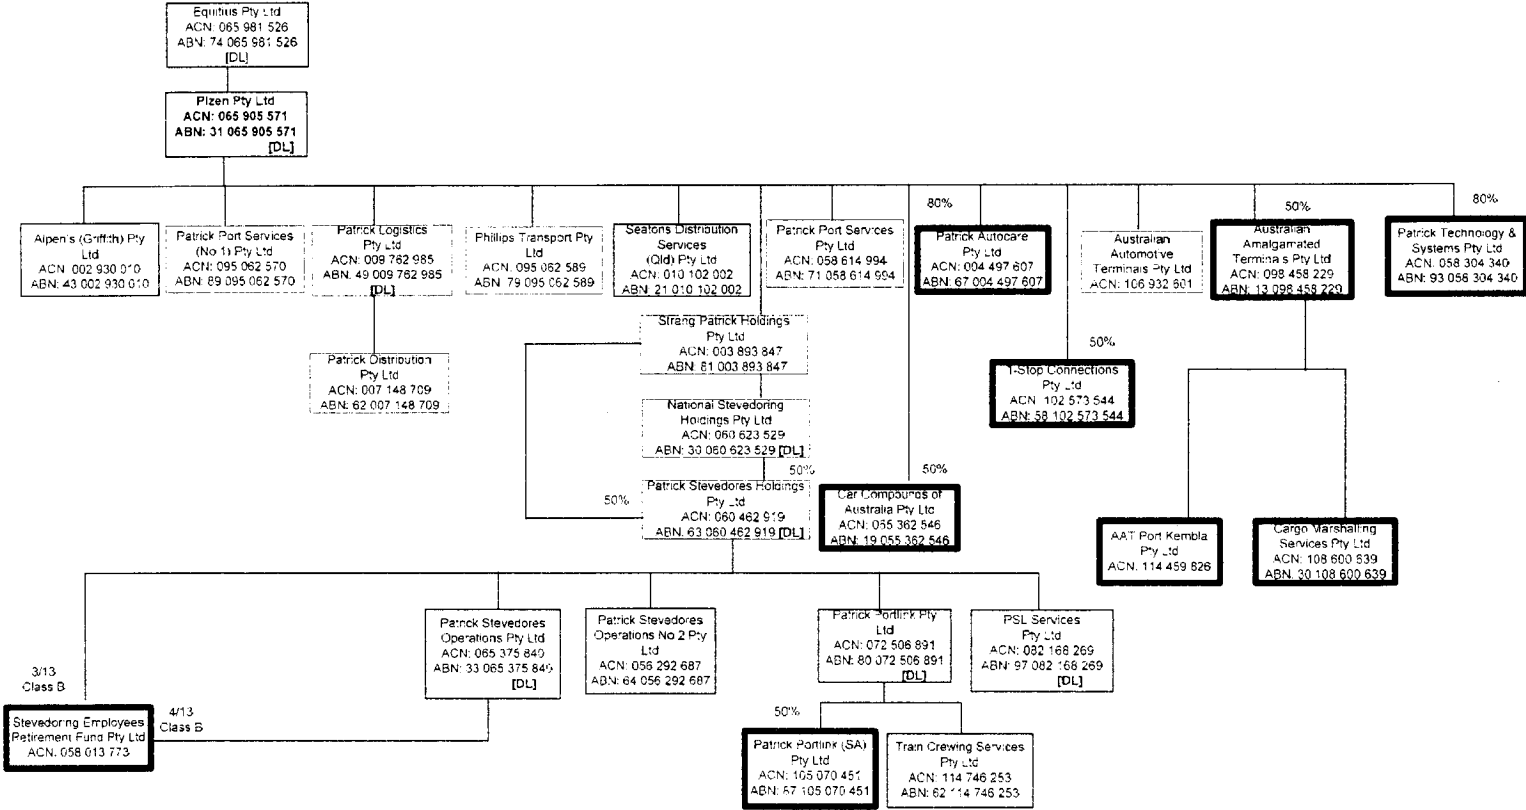 Equitius Pty Ltd
ACN: 065 981 526
ABN: 74 065 981 526
[DL]
Plzen Pty Ltd
ACN: 065 905 571
ABN: 31 065 905 571
[DL]
Alpen's (Griffith) Pty
Ltd
ACN 002 930 010
ABN: 43 002 930 010
Patrick Port Services
(No 1) Pty Ltd
ACN: 095 062 570
ABN: 89 095 062 570
Patrick Logistics
Pty Ltd
ACN: 009 762 985
ABN: 49 009 762 985
[DL]
Phillips Transport Pty
Ltd
ACN: 095 062 589
ABN: 79 095 062 589
Seatons Distribution
Services
(Qld) Pty Ltd
ACN: 010 102 002
ABN: 21 010 102 002
Patrick Port Services
Pty Ltd
ACN: 058 614 994
ABN: 71 058 614 994
80%
Patrick Autocare
Pty Ltd
ACN: 004 497 607
ABN: 67 004 497 607
Australian
Automotive
Terminals Pty Ltd
ACN: 106 932 601
50%
Australian
Amalgamated
Terminals Pty Ltd
ACN: 098 458 229
ABN: 13 098 458 229
80%
Patrick Technology &
Systems Pty Ltd
ACN: 058 304 340
ABN: 93 058 304 340
Patrick Distribution
Pty Ltd
ACN: 007 148 709
ABN: 62 007 148 709
Strang Patrick Holdings
Pty Ltd
ACN: 003 893 847
ABN: 81 003 893 847
50%
T-Stop Connections
Pty Ltd
ACN: 102 573 544
ABN: 58 102 573 544
National Stevedoring
Holdings Pty Ltd
ACN: 060 623 529
ABN: 30 060 623 529 [DL]
50%
50%
Patrick Stevedores Holdings
Pty Ltd
ACN: 060 462 919
ABN: 63 060 462 919 [DL]
50%
Car Compounds of
Australia Pty Ltd
ACN: 055 362 546
ABN: 19 055 362 546
AAT Port Kembla
Pty Ltd
ACN. 114 459 826
Cargo Marshalling
Services Pty Ltd
ACN: 108 600 639
ABN. 30 108 600 639
3/13
Class B
Stevedoring Employees
Retirement Fund Pty Ltd
ACN. 058 013 773
4/13
Class B
Patrick Stevedores
Operations Pty Ltd
ACN: 065 375 840
ABN: 33 065 375 840
[DL]
Patrick Stevedores
Operations No 2 Pty
Ltd
ACN: 056 292 687
ABN: 64 056 292 687
Patrick Portlink Pty
Ltd
ACN: 072 506 891
ABN: 80 072 506 891
[DL]
PSL Services
Pty Ltd
ACN: 082 168 269
ABN: 97 082 168 269
[DL]
50%
Patrick Portlink (SA)
Pty Ltd
ACN: 105 070 451
ABN: 87 105 070 451
Train Crewing Services
Pty Ltd
ACN: 114 746 253
ABN: 62 114 746 253